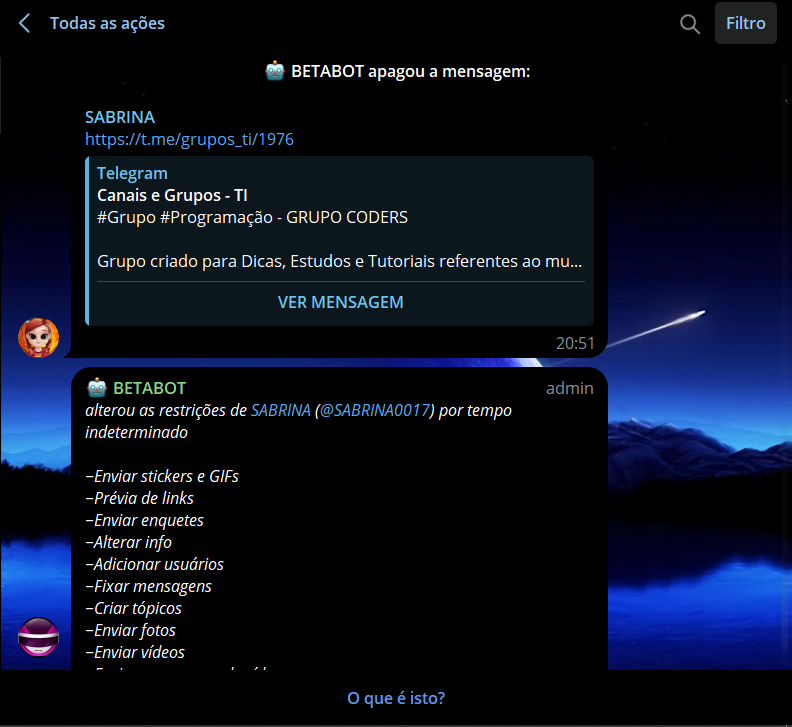 Todas as ações
Filtro
BETABOT apagou a mensagem:
SABRINA
https://t.me/grupos_ti/1976
Telegram
Canais e Grupos - TI
#Grupo #Programação - GRUPO CODERS
Grupo criado para Dicas, Estudos e Tutoriais referentes ao mu...
VER MENSAGEM
20:51
BETABOT admin
alterou as restrições de SABRINA (@SABRINA0017) por tempo
indeterminado
−Enviar stickers e GIFs
−Prévia de links
−Enviar enquetes
−Alterar info
−Adicionar usuários
−Fixar mensagens
−Criar tópicos
−Enviar fotos
−Enviar vídeos
O que é isto?